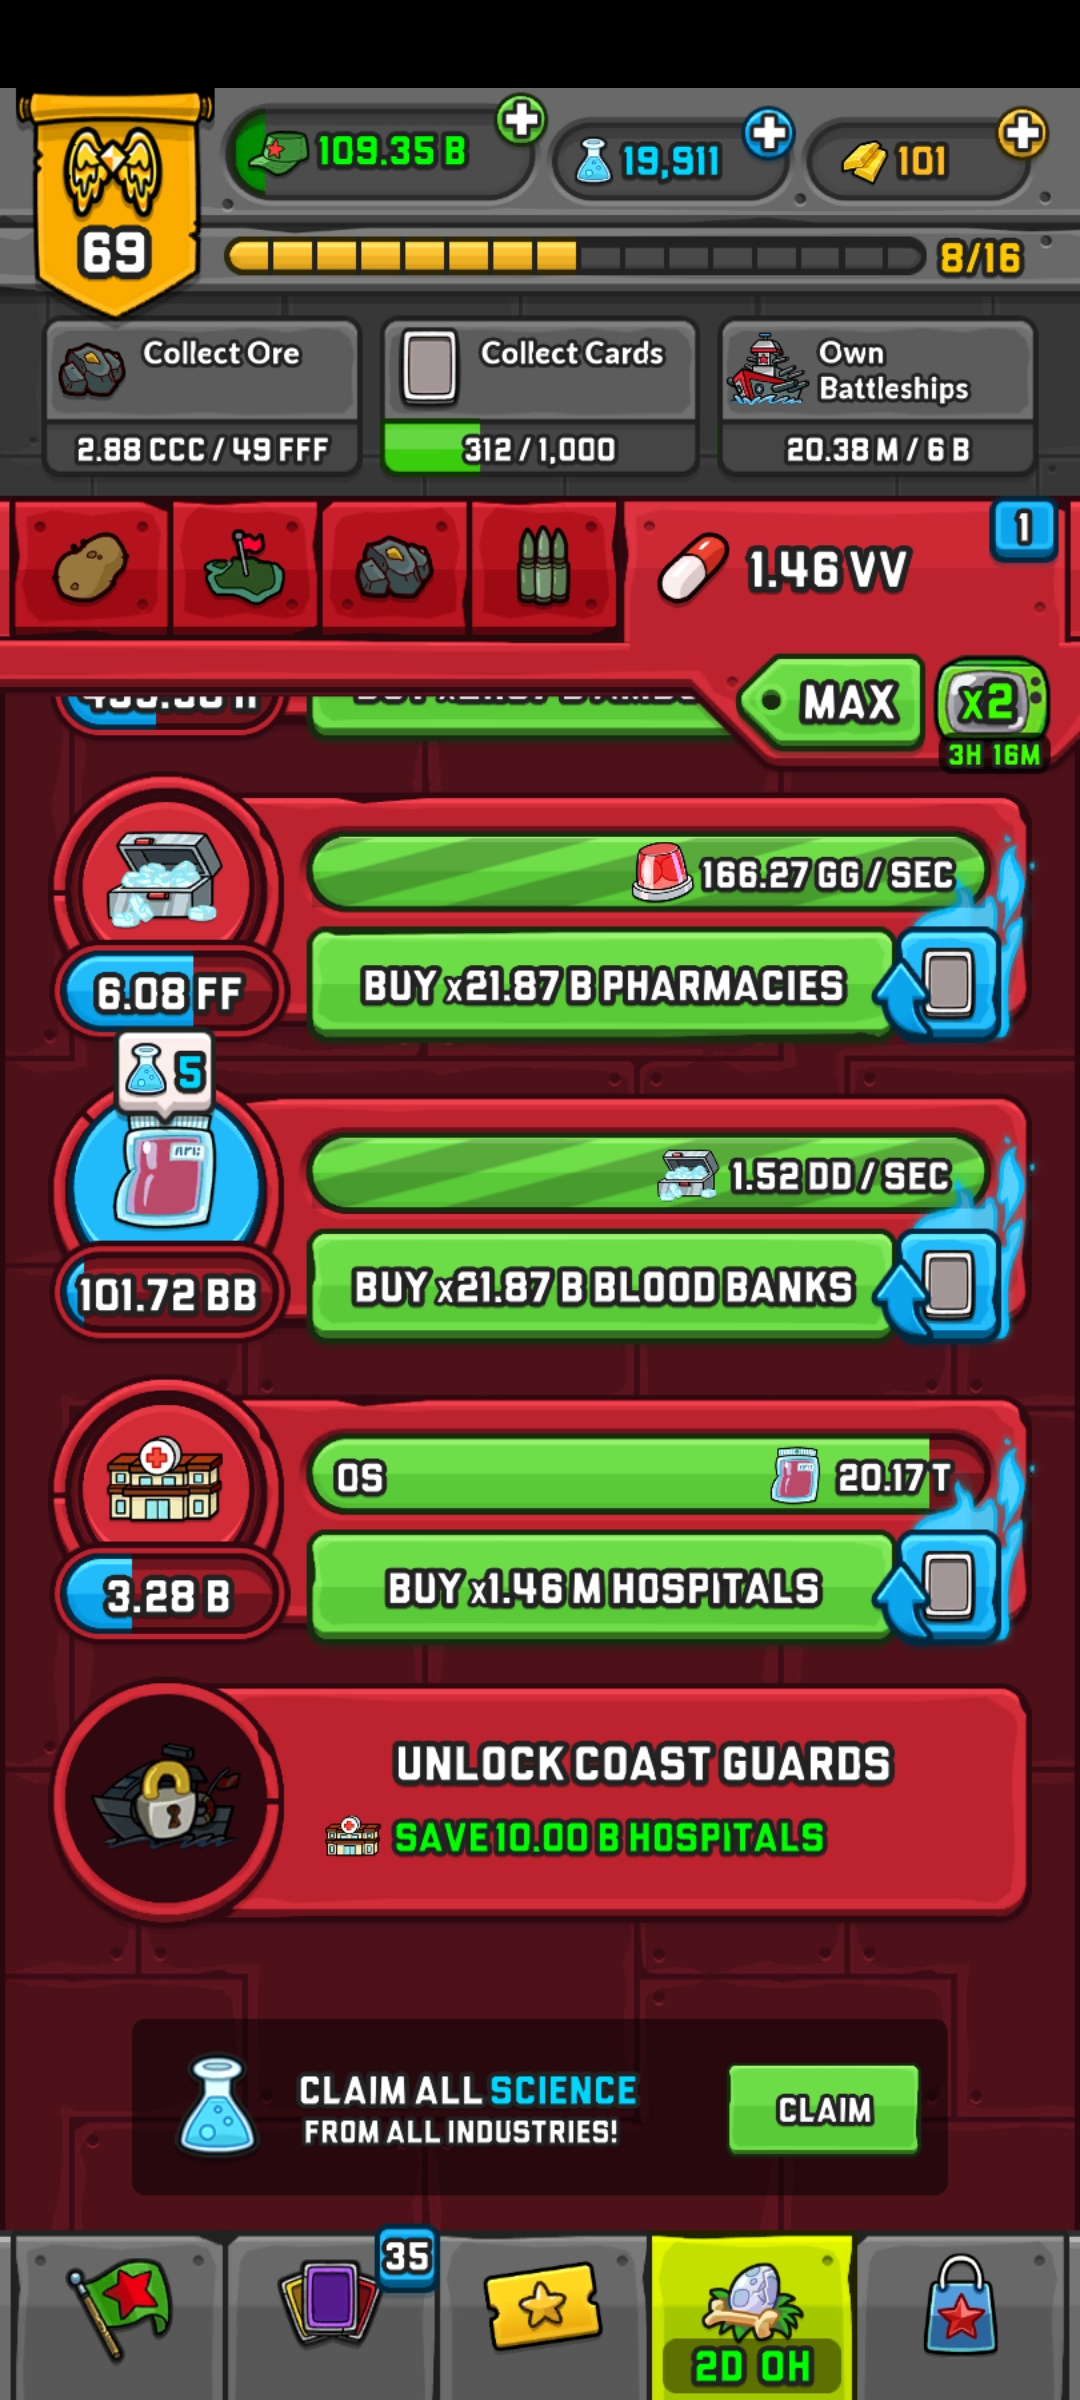 109.35 B
19,911
101
69
8/16
Collect Ore
2.88 CCC / 49 FFF
Collect Cards
312 / 1,000
Own
Battleships
20.38 M / 6 B
1.46 VV
1
MAX
x2
3H 16M
166.27 GG / SEC
BUY x21.87 B PHARMACIES
6.08 FF
5
1.52 DD / SEC
BUY x21.87 B BLOOD BANKS
101.72 BB
0S
20.17 T
BUY x1.46 M HOSPITALS
3.28 B
UNLOCK COAST GUARDS
SAVE 10.00 B HOSPITALS
CLAIM ALL SCIENCE
FROM ALL INDUSTRIES!
CLAIM
35
2D 0H